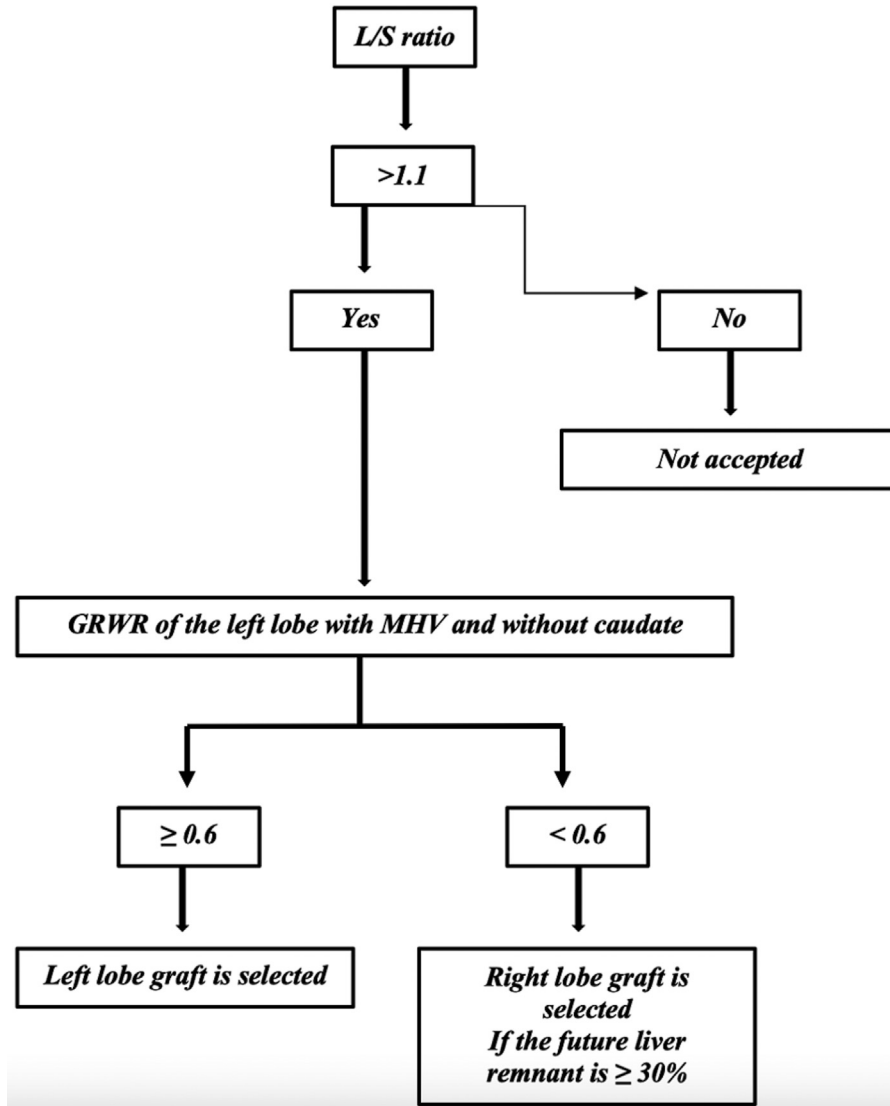 L/S ratio
>1.1
Yes
No
Not accepted
GRWR of the left lobe with MHV and without caudate
≥ 0.6
< 0.6
Left lobe graft is selected
Right lobe graft is
selected
If the future liver
remnant is ≥ 30%